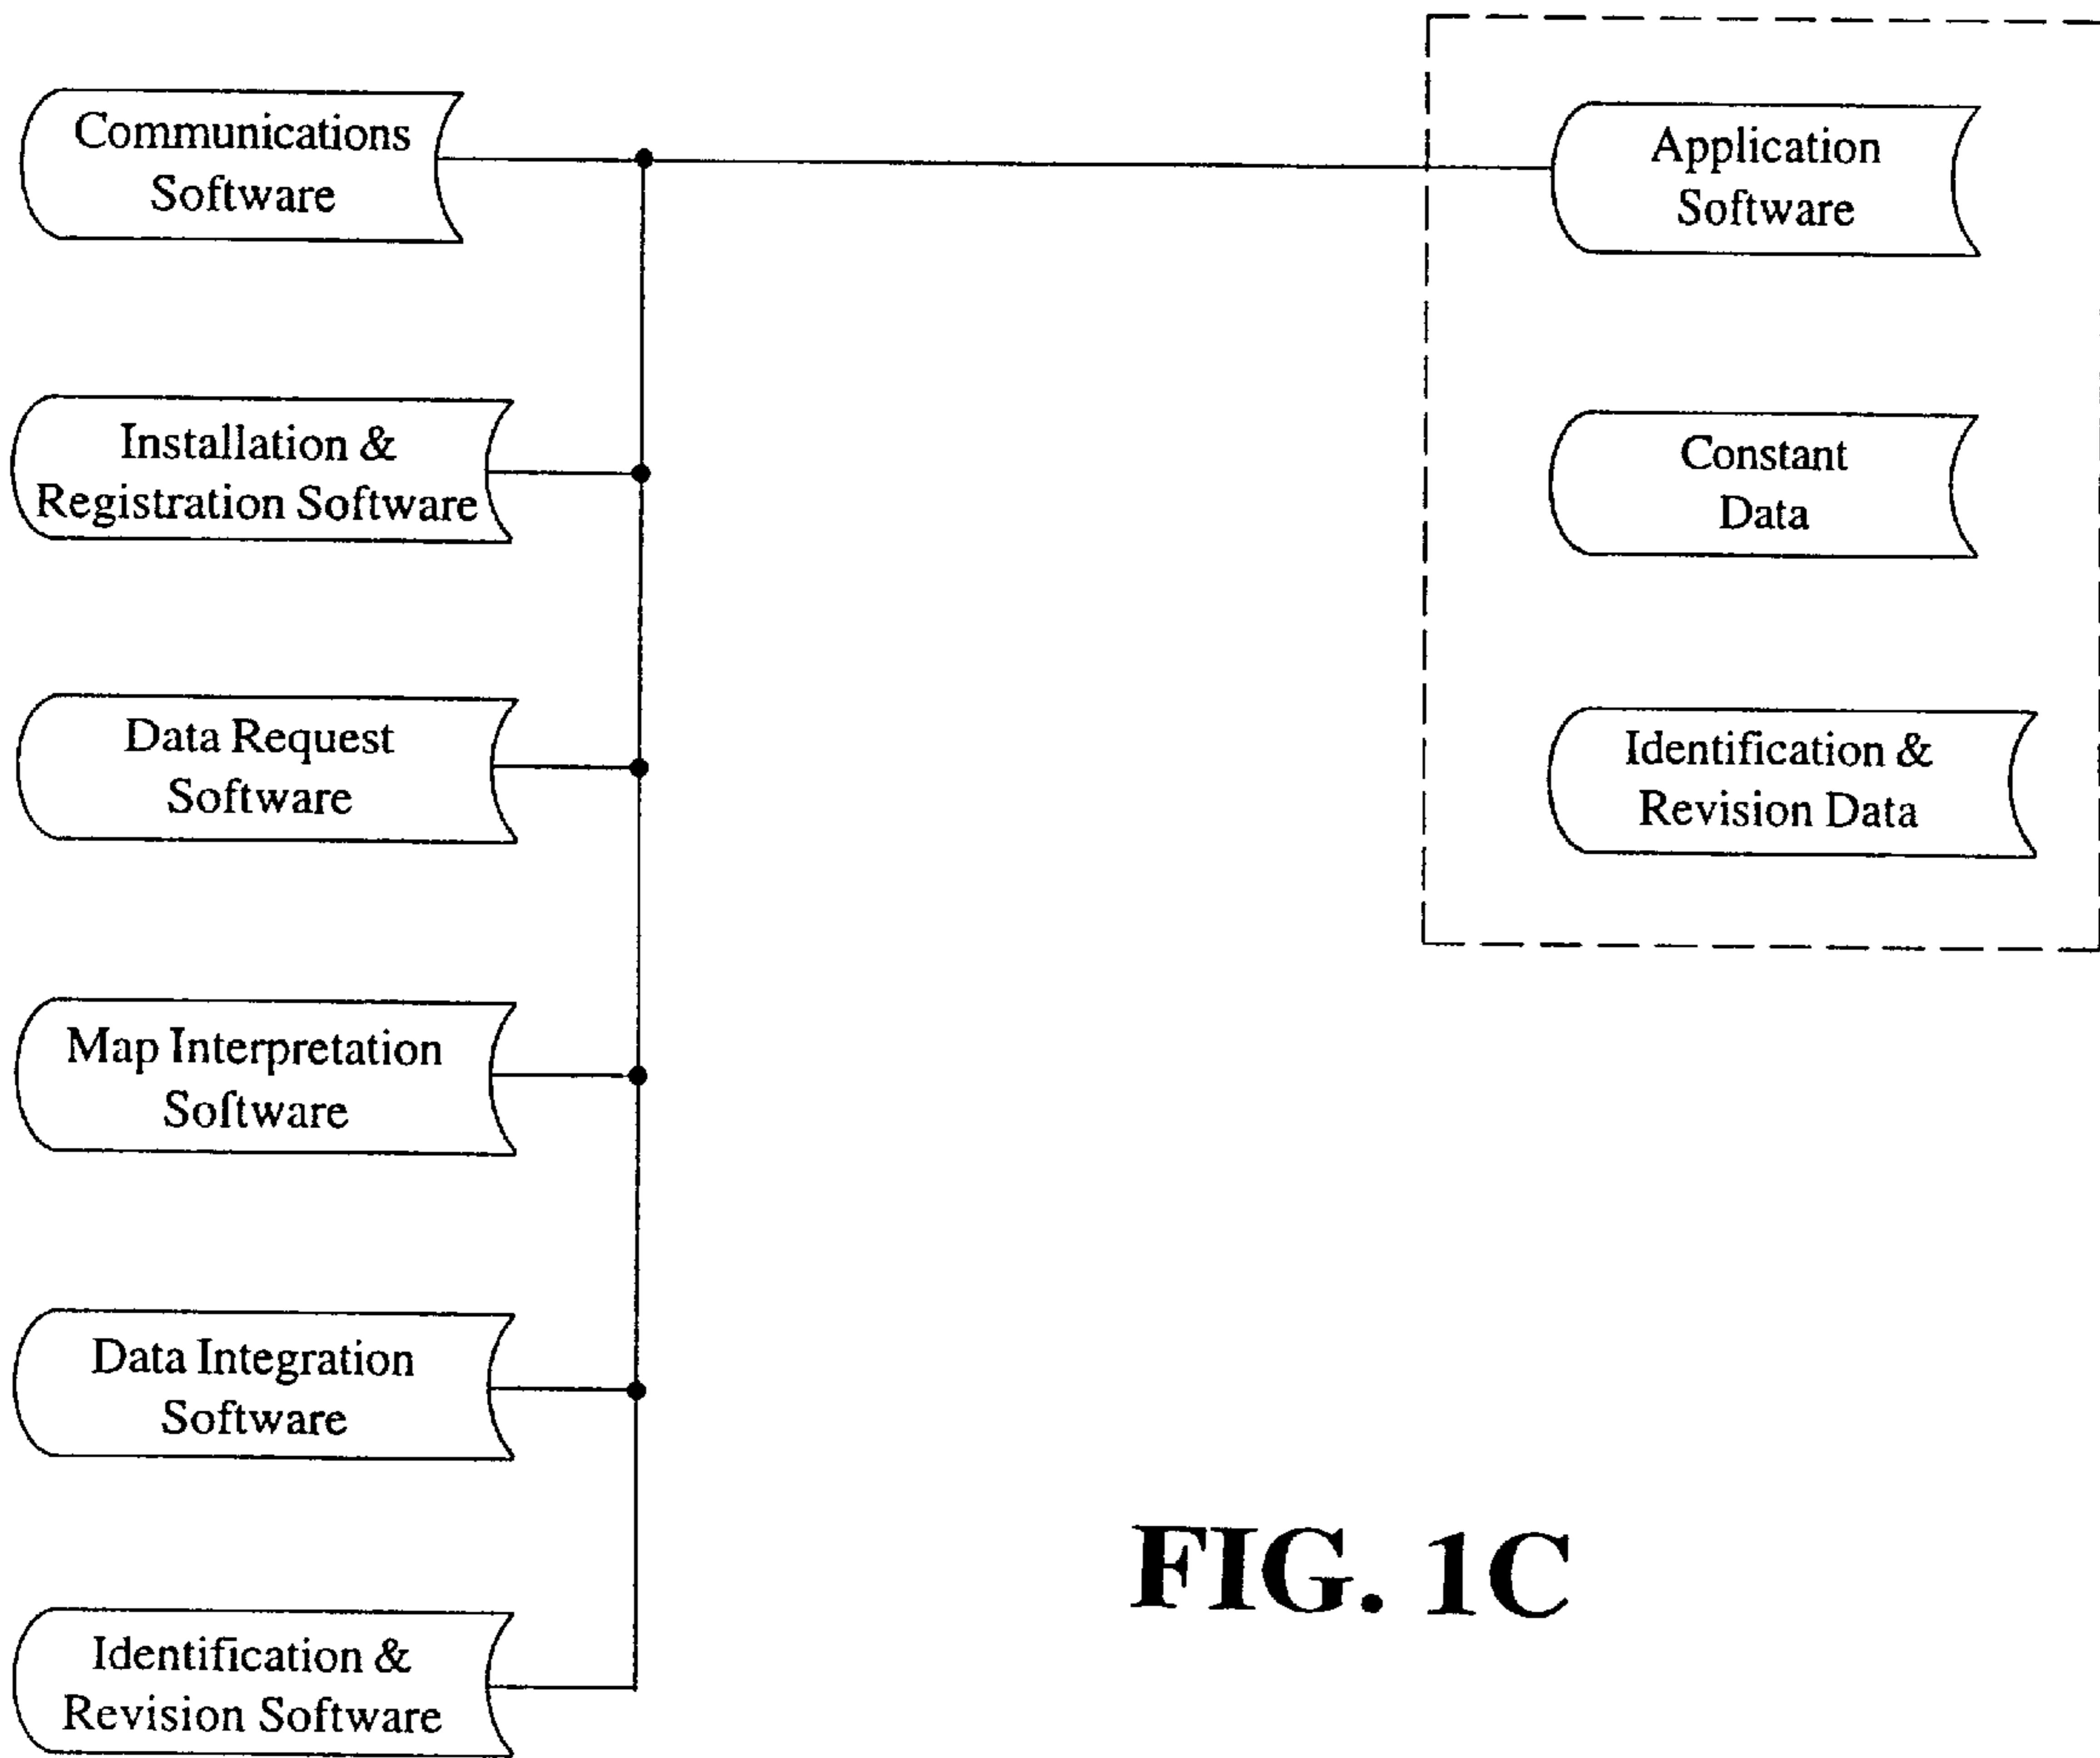 Communications
Software
Installation &
Registration Software
Data Request
Software
Map Interpretation
Software
Data Integration
Software
Identification &
Revision Software
Application
Software
Constant
Data
Identification &
Revision Data
FIG. 1C